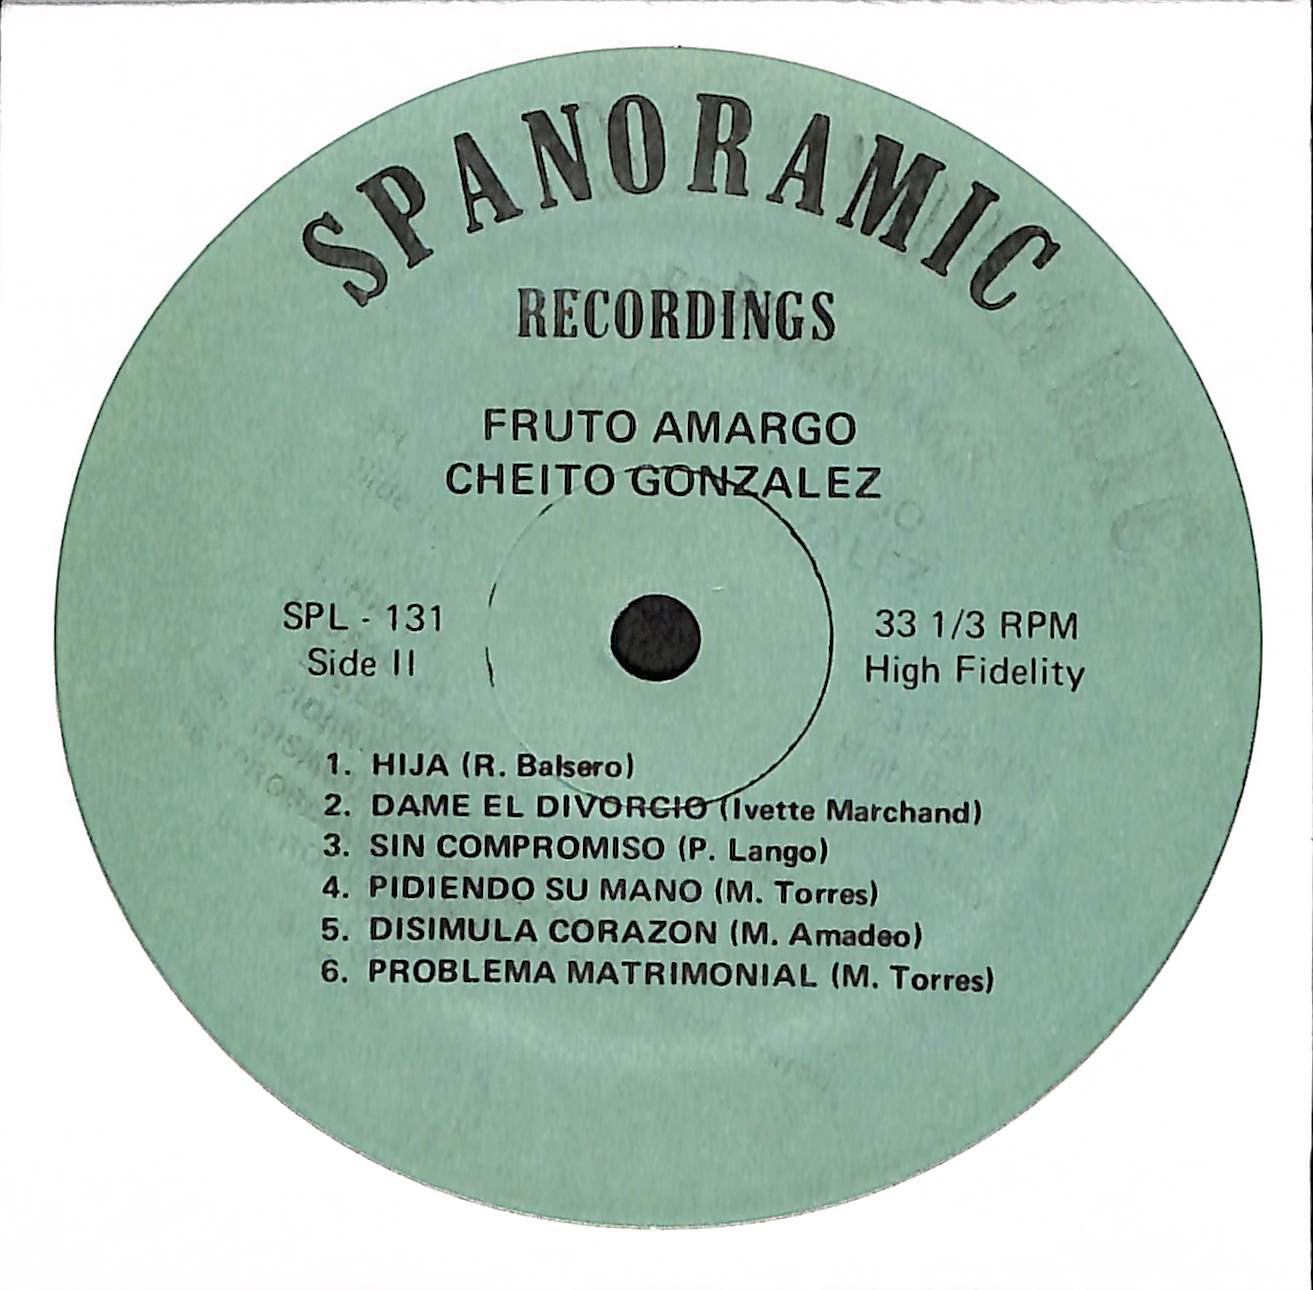 SPANORAMIC
RECORDINGS
FRUTO AMARGO
CHEITO GONZALEZ
SPL - 131
Side II
33 1/3 RPM
High Fidelity
1. HIJA (R. Balsero)
2. DAME EL DIVORCIO (Ivette Marchand)
3. SIN COMPROMISO (P. Lango)
4. PIDIENDO SU MANO (M. Torres)
5. DISIMULA CORAZON (M. Amadeo)
6. PROBLEMA MATRIMONIAL (M. Torres)